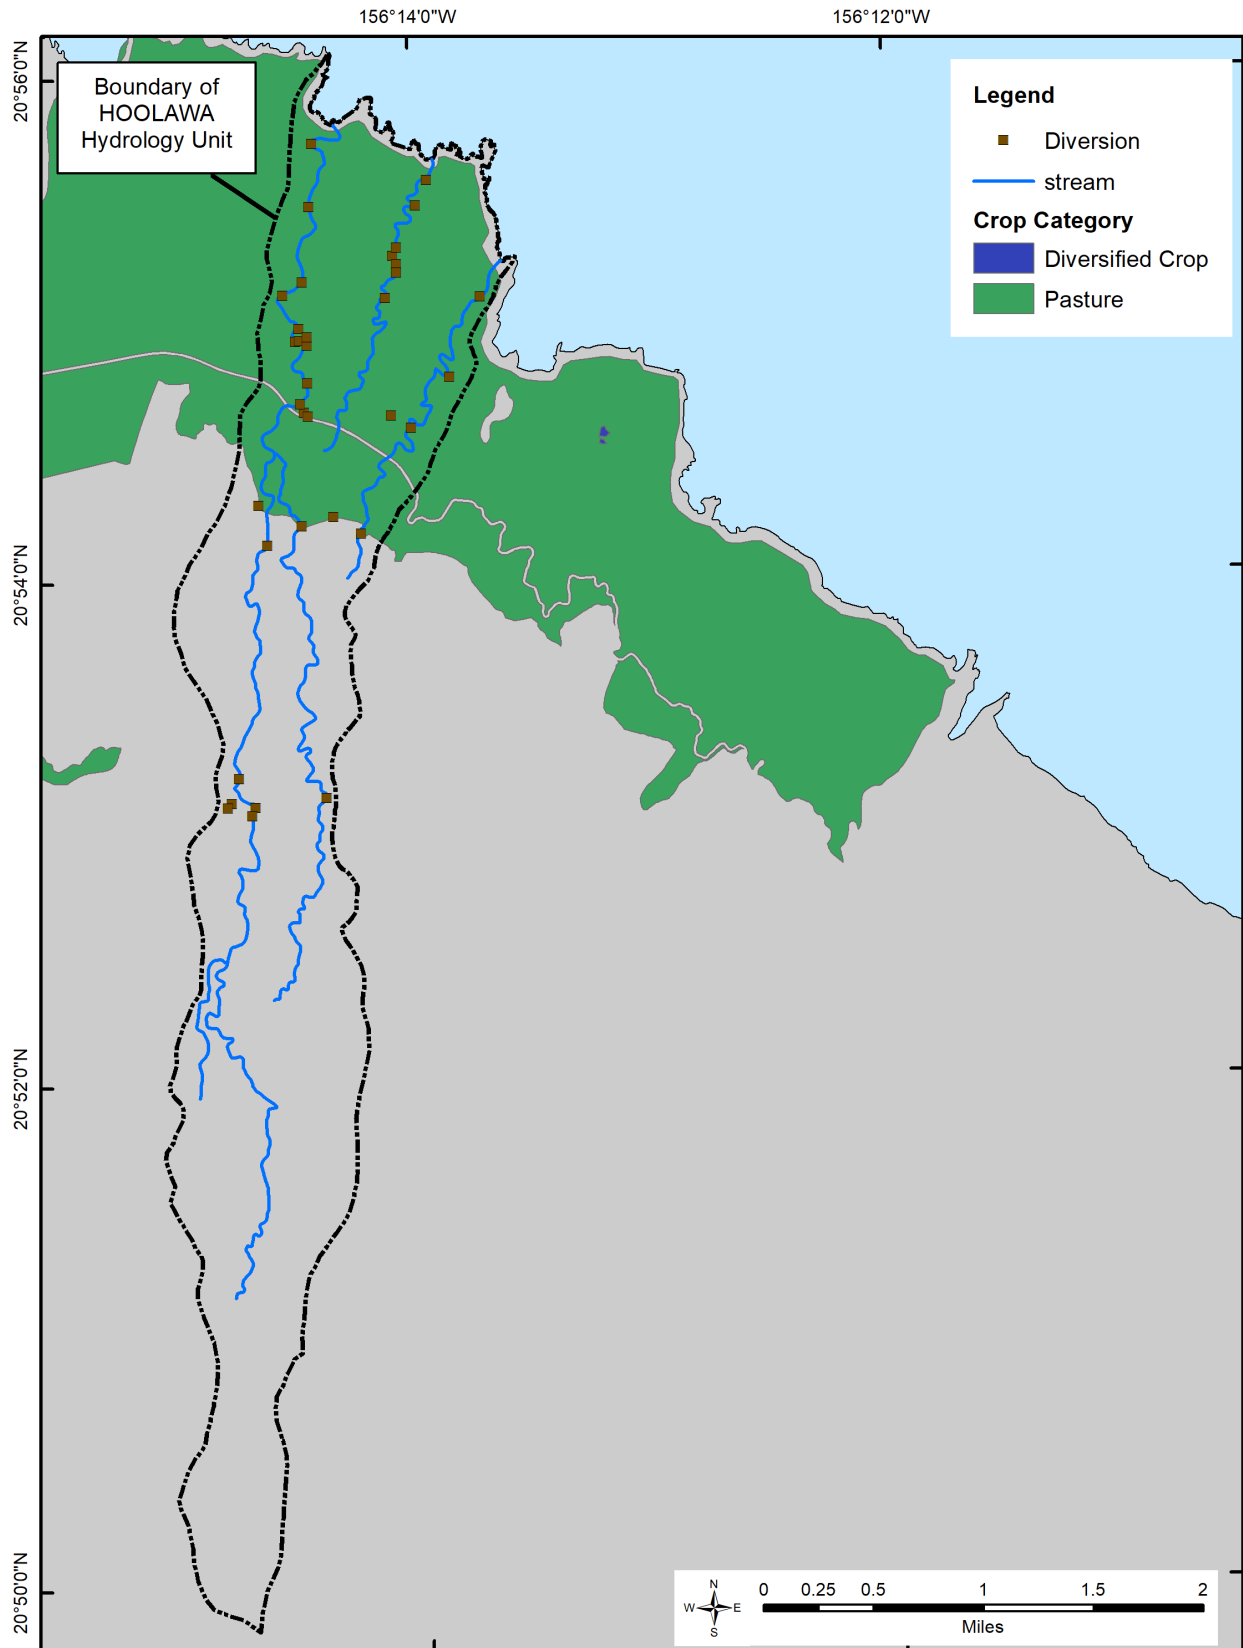 156°14'0"W
156°12'0"W
20°56'0"N
Boundary of
HOOLAWA
Hydrology Unit
Legend
Diversion
stream
Crop Category
Diversified Crop
Pasture
20°54'0"N
20°52'0"N
20°50'0"N
N
W E
S
0 0.25 0.5 1 1.5 2
Miles